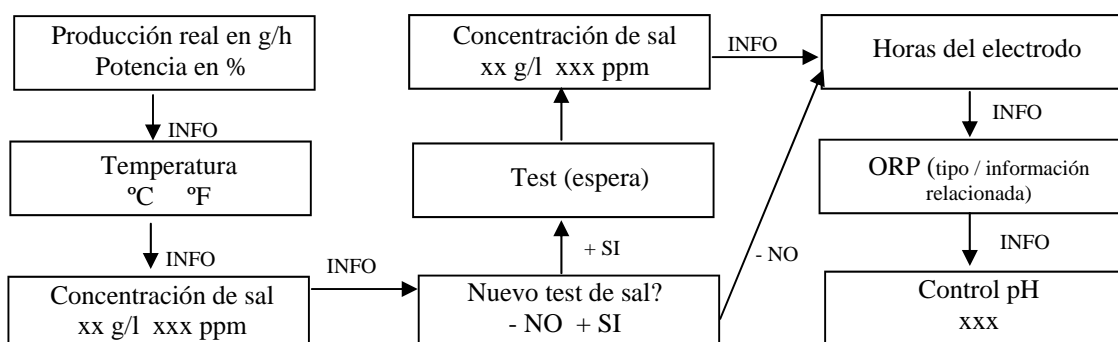 Producción real en g/h
Potencia en %
INFO
Temperatura
ºC ºF
INFO
Concentración de sal
xx g/l xxx ppm
INFO
Nuevo test de sal?
- NO + SI
+ SI
Test (espera)
Concentración de sal
xx g/l xxx ppm
INFO
- NO
Horas del electrodo
INFO
ORP (tipo / información
relacionada)
INFO
Control pH
xxx